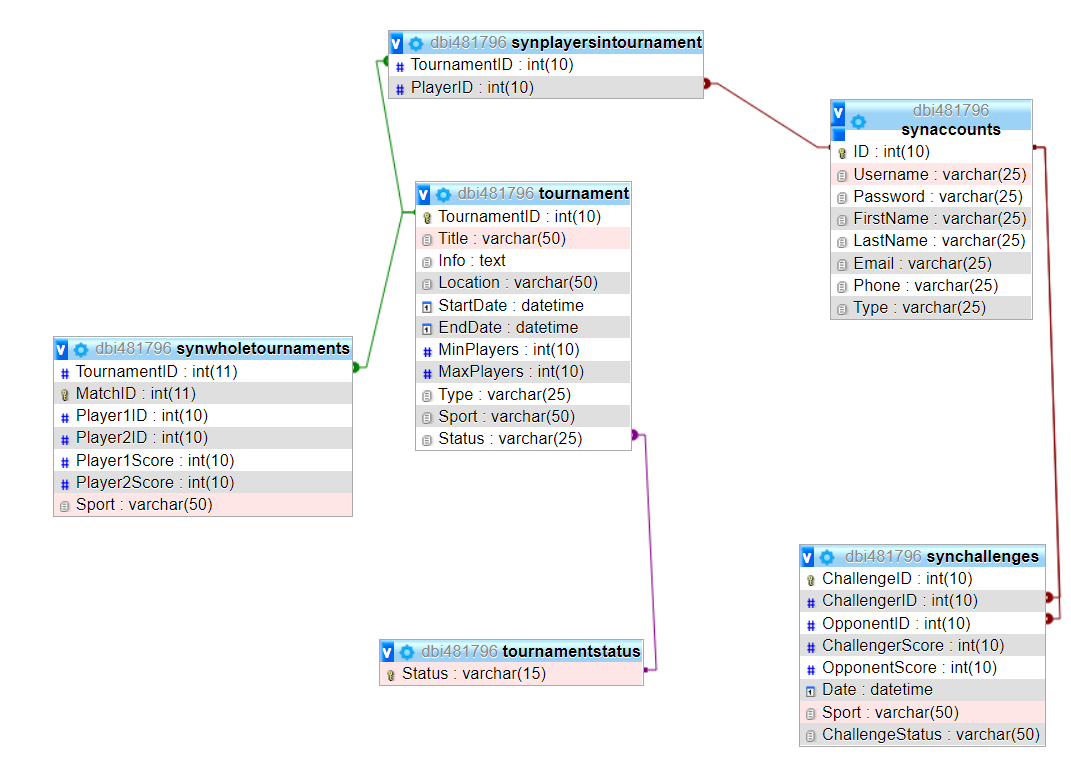 dbi481796 synplayersintournament
TournamentID : int(10)
PlayerID : int(10)
dbi481796
synaccounts
ID : int(10)
Username : varchar(25)
Password : varchar(25)
FirstName : varchar(25)
LastName : varchar(25)
Email : varchar(25)
Phone : varchar(25)
Type : varchar(25)
dbi481796 tournament
TournamentID : int(10)
Title : varchar(50)
Info : text
Location : varchar(50)
StartDate : datetime
EndDate : datetime
MinPlayers : int(10)
MaxPlayers : int(10)
Type : varchar(25)
Sport : varchar(50)
Status : varchar(25)
dbi481796 synwholetournaments
TournamentID : int(11)
MatchID : int(11)
Player1ID : int(10)
Player2ID : int(10)
Player1Score : int(10)
Player2Score : int(10)
Sport : varchar(50)
dbi481796 tournamentstatus
Status : varchar(15)
dbi481796 synchallenges
ChallengeID : int(10)
ChallengerID : int(10)
OpponentID : int(10)
ChallengerScore : int(10)
OpponentScore : int(10)
Date : datetime
Sport : varchar(50)
ChallengeStatus : varchar(50)